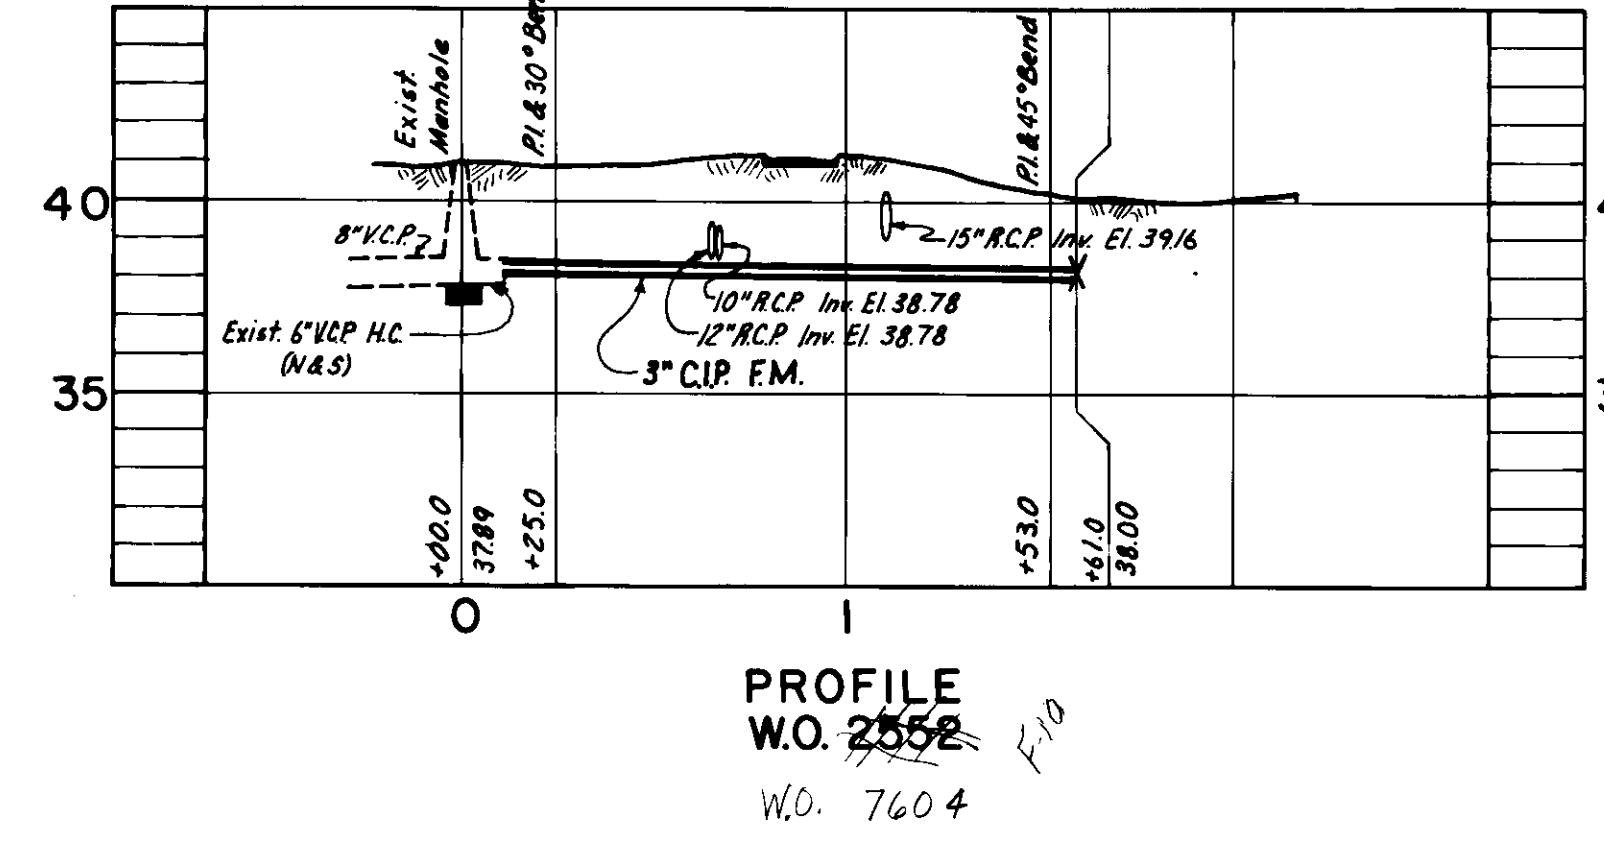 Exist.
Manhole
P.I. & 30° Ben
P.I. & 45° Bend
40
8" V.C.P.
15" R.C.P. Inv. El. 39.16
10" R.C.P. Inv. El. 38.78
12" R.C.P. Inv. El. 38.78
Exist. 6" V.C.P. H.C.
(N & S)
3" C.I.P. F.M.
35
+00.0
37.89
+25.0
+53.0
+61.0
38.00
0
1
PROFILE
W.O. 2552
F-10
W.O. 7604